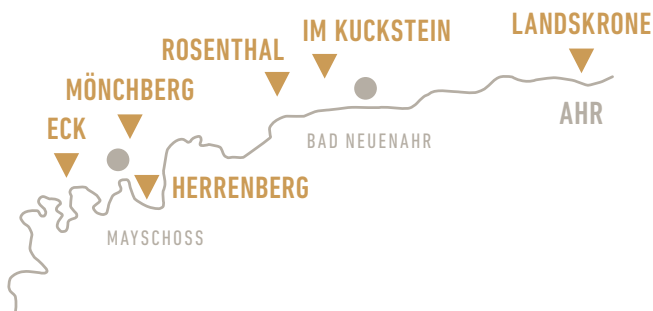 LANDSKRONE
IM KUCKSTEIN
ROSENTHAL
MÖNCHBERG
AHR
ECK
BAD NEUENAHR
HERRENBERG
MAYSCHOSS